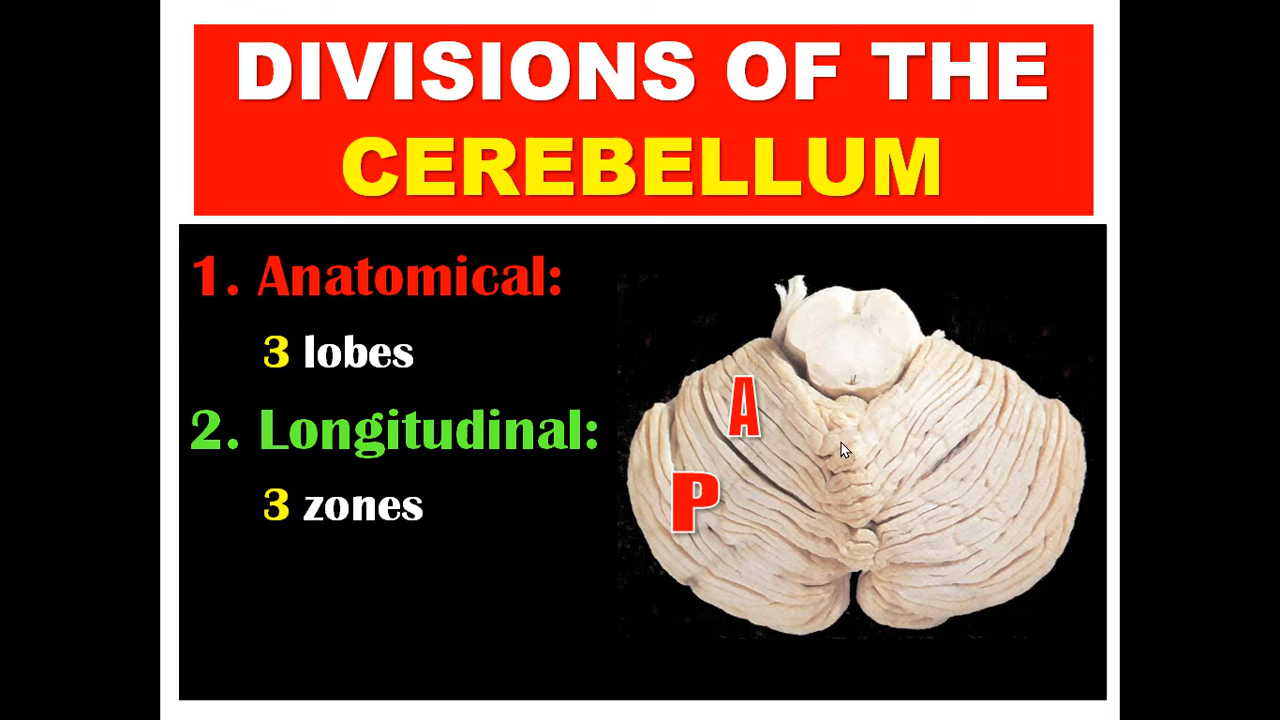 DIVISIONS OF THE
CEREBELLUM
1. Anatomical:
3 lobes
2. Longitudinal:
3 zones
A
P